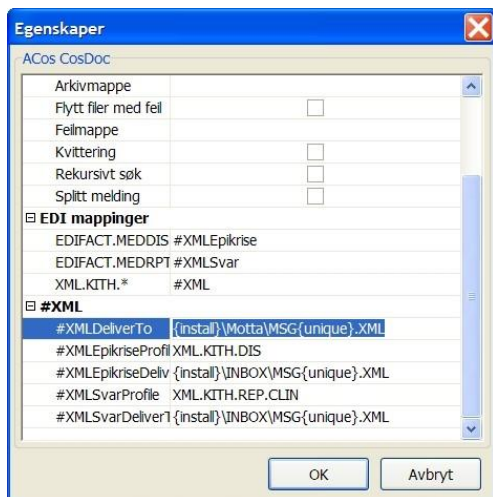 Egenskaper
ACos CosDoc
Arkivmappe
Flytt filer med feil
Feilmappe
Kvittering
Rekursivt søk
Splitt melding
EDI mappinger
EDIFACT.MEDDIS #XMLEpikrise
EDIFACT.MEDRPT #XMLSvar
XML.KITH.* #XML
#XML
#XMLDeliverTo {install}\Motta\MSG{unique}.XML
#XMLEpikriseProfil XML.KITH.DIS
#XMLEpikriseDeliv {install}\INBOX\MSG{unique}.XML
#XMLSvarProfile XML.KITH.REP.CLIN
#XMLSvarDeliverT {install}\INBOX\MSG{unique}.XML
OK Avbryt